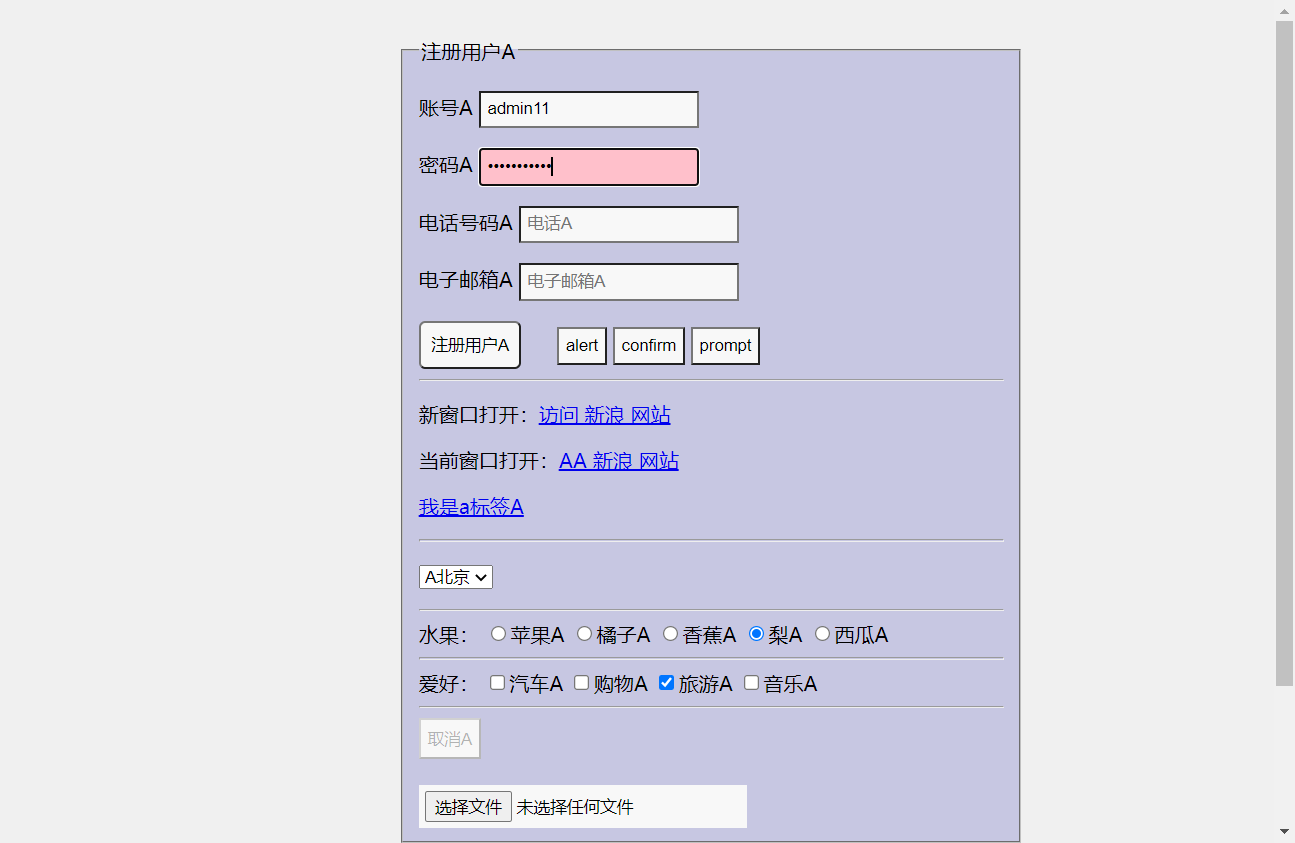 注册用户A
账号A admin11
密码A •••••••••••
电话号码A 电话A
电子邮箱A 电子邮箱A
注册用户A alert confirm prompt
新窗口打开：访问 新浪 网站
当前窗口打开：AA 新浪 网站
我是a标签A
A北京
水果： 苹果A 橘子A 香蕉A 梨A 西瓜A
爱好： 汽车A 购物A 旅游A 音乐A
取消A
选择文件 未选择任何文件